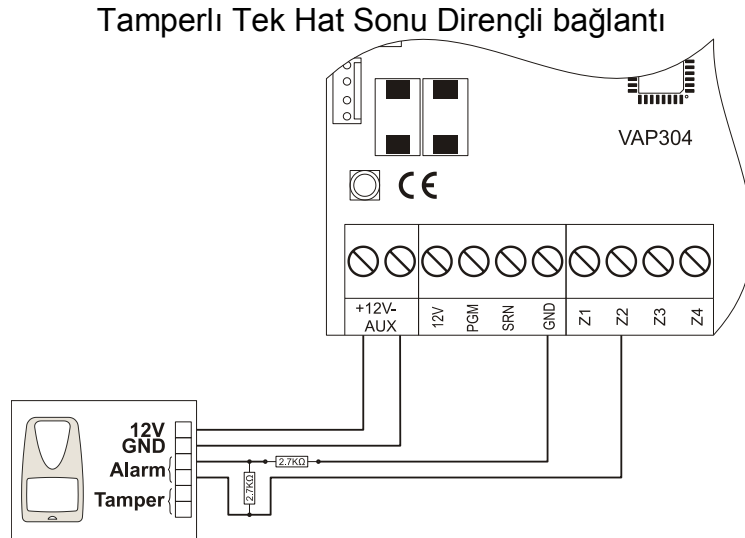 Tamperlı Tek Hat Sonu Dirençli bağlantı
VAP304
CE
+12V-
AUX
12V
PGM
SRN
GND
Z1
Z2
Z3
Z4
12V
GND
Alarm
Tamper
2.7KΩ
2.7KΩ